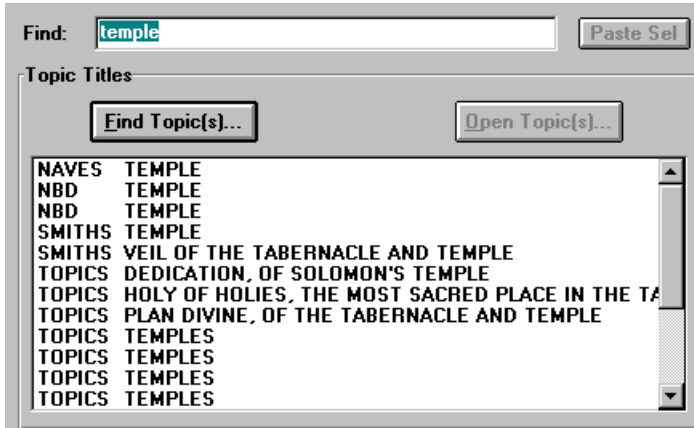 Find: temple Paste Sel
Topic Titles
Find Topic(s)... Open Topic(s)...
NAVES TEMPLE
NBD TEMPLE
NBD TEMPLE
SMITHS TEMPLE
SMITHS VEIL OF THE TABERNACLE AND TEMPLE
TOPICS DEDICATION, OF SOLOMON'S TEMPLE
TOPICS HOLY OF HOLIES, THE MOST SACRED PLACE IN THE TA
TOPICS PLAN DIVINE, OF THE TABERNACLE AND TEMPLE
TOPICS TEMPLES
TOPICS TEMPLES
TOPICS TEMPLES
TOPICS TEMPLES